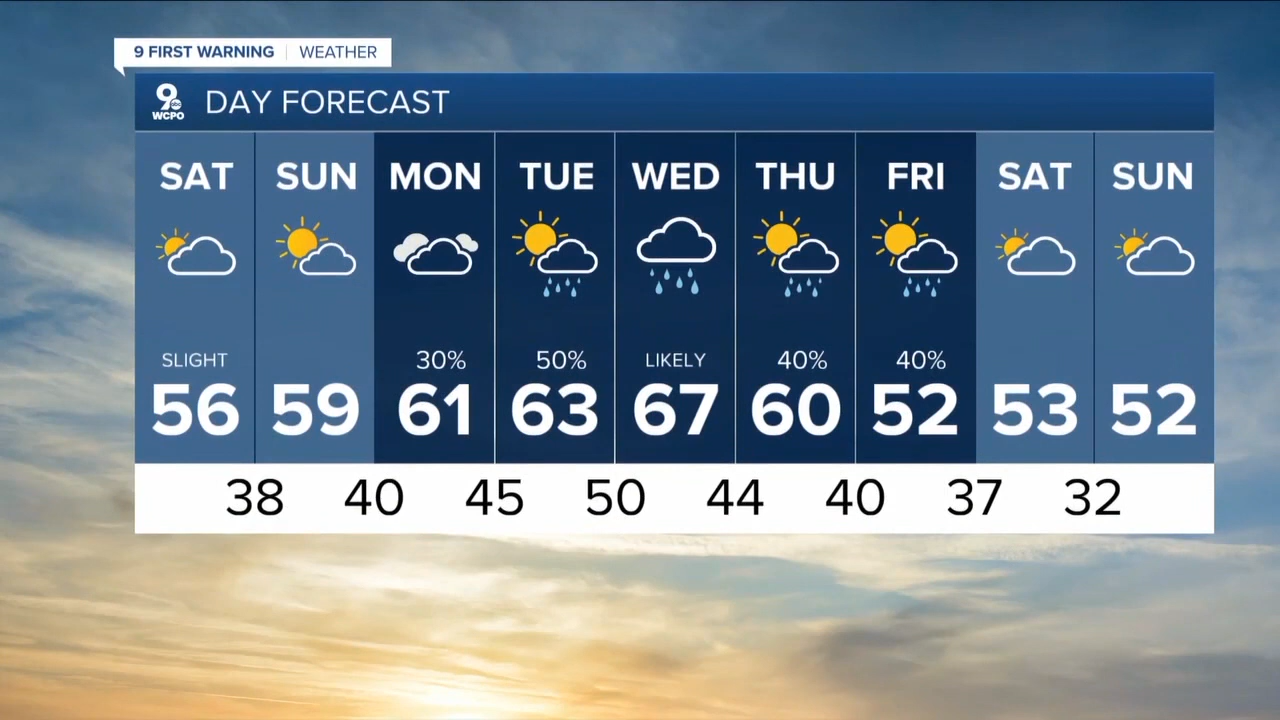 9 FIRST WARNING | WEATHER
9 abc WCPO DAY FORECAST
SAT SUN MON TUE WED THU FRI SAT SUN
SLIGHT 30% 50% LIKELY 40% 40%
56 59 61 63 67 60 52 53 52
38 40 45 50 44 40 37 32